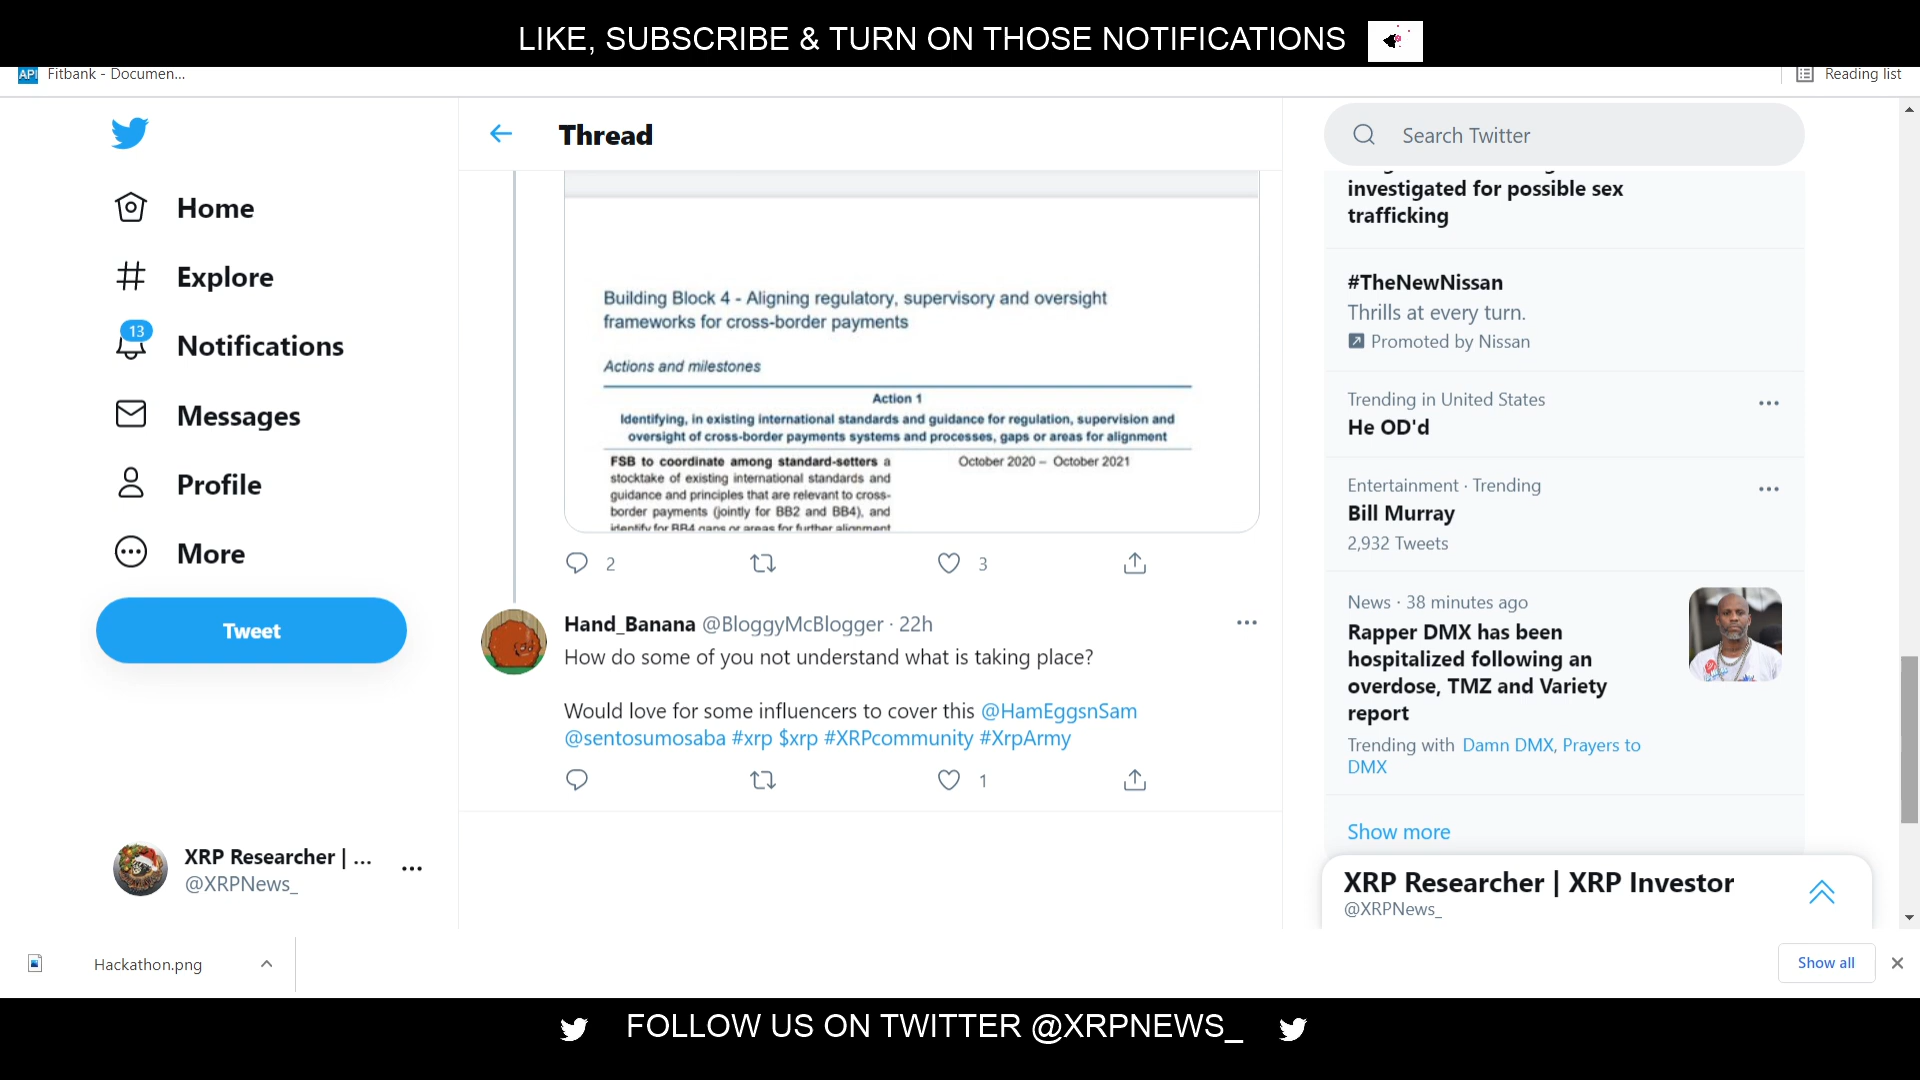 LIKE, SUBSCRIBE & TURN ON THOSE NOTIFICATIONS
API Fitbank - Documen...
Reading list
Home
Explore
13
Notifications
Messages
Profile
More
Tweet
XRP Researcher | ...
@XRPNews_
Thread
Building Block 4 - Aligning regulatory, supervisory and oversight
frameworks for cross-border payments
Actions and milestones
Action 1
Identifying, in existing international standards and guidance for regulation, supervision and
oversight of cross-border payments systems and processes, gaps or areas for alignment
FSB to coordinate among standard-setters a
October 2020 – October 2021
stocktake of existing international standards and
guidance and principles that are relevant to cross-
border payments (jointly for BB2 and BB4), and
identify for BB4 gaps or areas for further alignment
2
3
Hand_Banana @BloggyMcBlogger · 22h
How do some of you not understand what is taking place?
Would love for some influencers to cover this @HamEggsnSam
@sentosumosaba #xrp $xrp #XRPcommunity #XrpArmy
1
Search Twitter
investigated for possible sex
trafficking
#TheNewNissan
Thrills at every turn.
Promoted by Nissan
Trending in United States
He OD'd
Entertainment · Trending
Bill Murray
2,932 Tweets
News · 38 minutes ago
Rapper DMX has been
hospitalized following an
overdose, TMZ and Variety
report
Trending with Damn DMX, Prayers to
DMX
Show more
XRP Researcher | XRP Investor
@XRPNews_
Hackathon.png
Show all
FOLLOW US ON TWITTER @XRPNEWS_